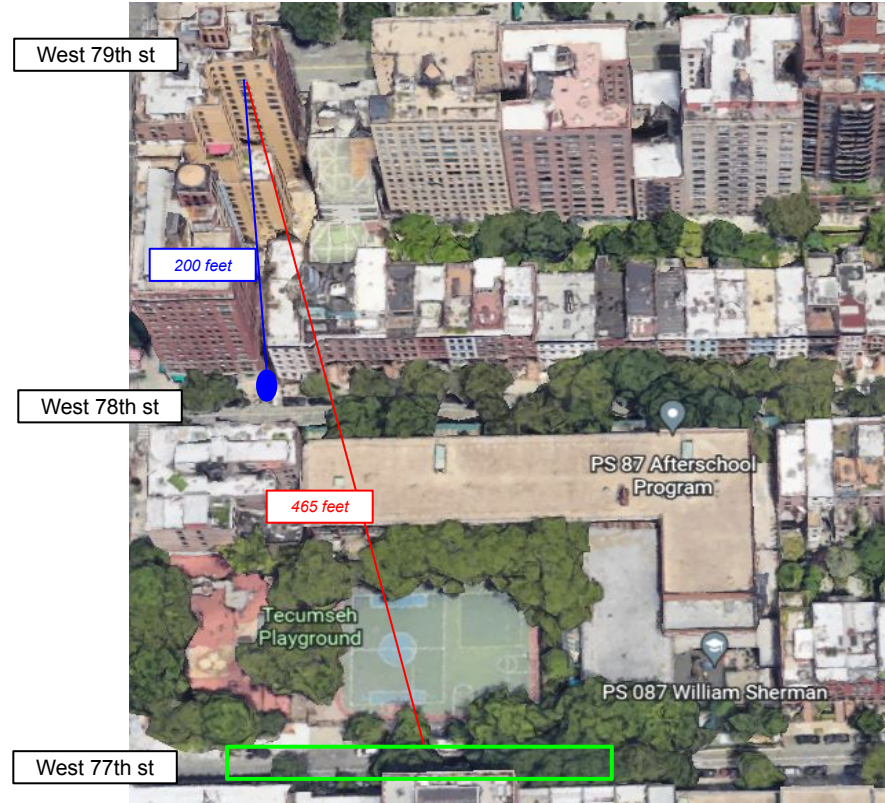 West 79th st
200 feet
West 78th st
PS 87 Afterschool
Program
465 feet
Tecumseh
Playground
PS 087 William Sherman
West 77th st